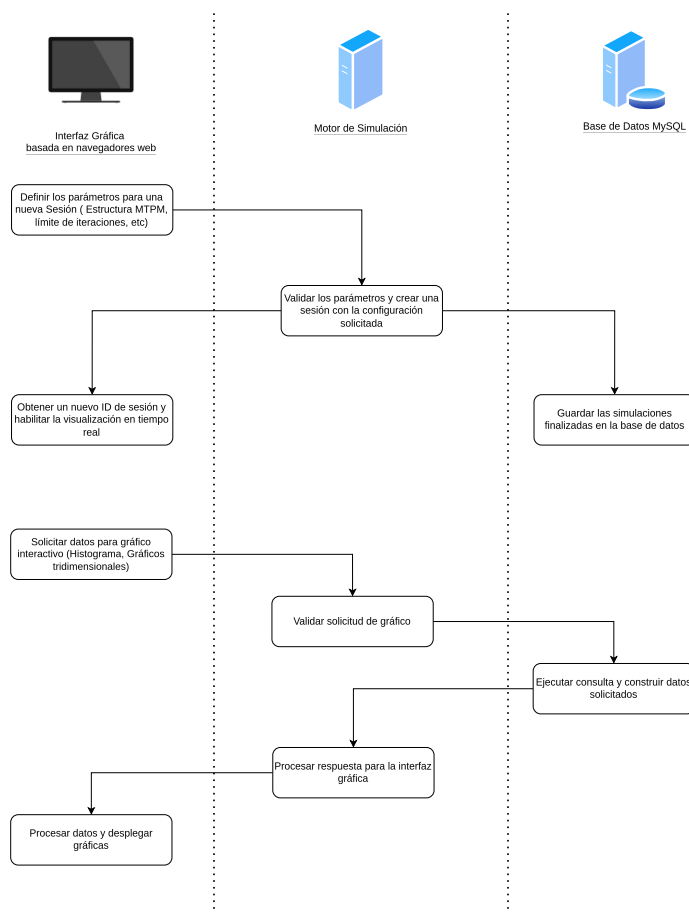 Interfaz Gráfica
basada en navegadores web
Motor de Simulación
Base de Datos MySQL
Definir los parámetros para una
nueva Sesión ( Estructura MTPM,
límite de iteraciones, etc)
Validar los parámetros y crear una
sesión con la configuración
solicitada
Obtener un nuevo ID de sesión y
habilitar la visualización en tiempo
real
Guardar las simulaciones
finalizadas en la base de datos
Solicitar datos para gráfico
interactivo (Histograma, Gráficos
tridimensionales)
Validar solicitud de gráfico
Ejecutar consulta y construir datos
solicitados
Procesar respuesta para la interfaz
gráfica
Procesar datos y desplegar
gráficas